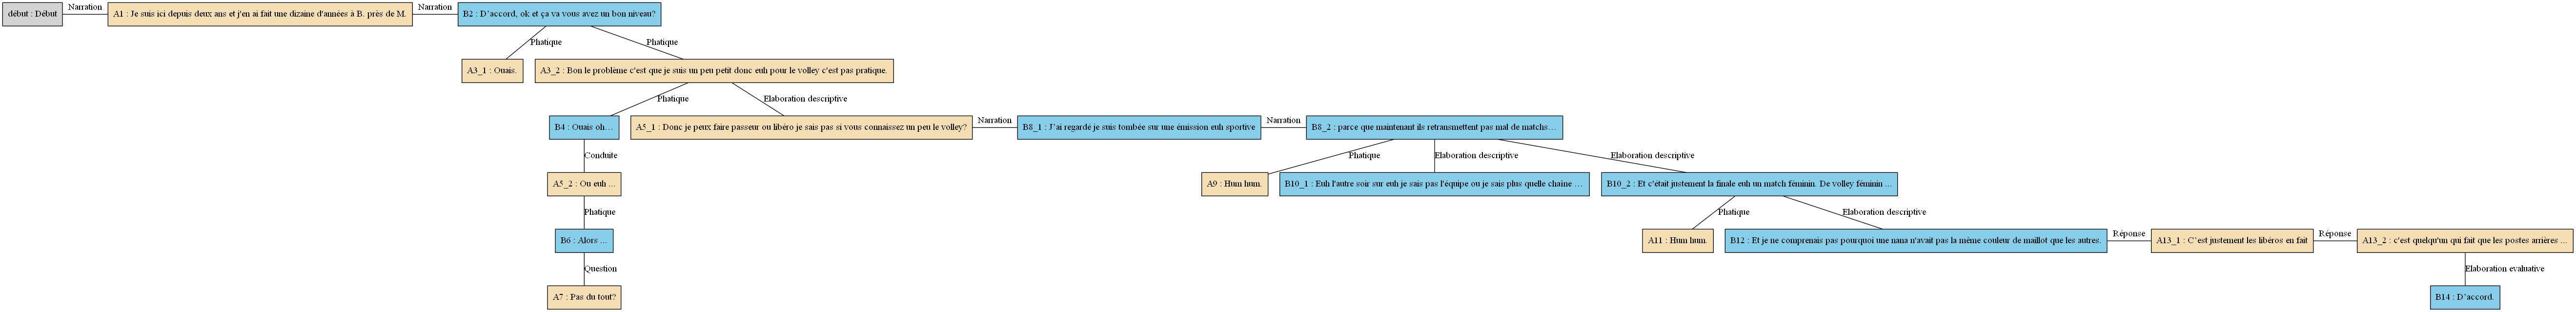 début : Début
Narration
A1 : Je suis ici depuis deux ans et j'en ai fait une dizaine d'années à B. près de M.
Narration
B2 : D’accord, ok et ça va vous avez un bon niveau?
Phatique
Phatique
A3_1 : Ouais.
A3_2 : Bon le problème c'est que je suis un peu petit donc euh pour le volley c'est pas pratique.
Phatique
Elaboration descriptive
B4 : Ouais oh…
A5_1 : Donc je peux faire passeur ou libéro je sais pas si vous connaissez un peu le volley?
Narration
B8_1 : J’ai regardé je suis tombée sur une émission euh sportive
Narration
B8_2 : parce que maintenant ils retransmettent pas mal de matchs…
Conduite
Phatique
Elaboration descriptive
Elaboration descriptive
A5_2 : Ou euh ...
A9 : Hum hum.
B10_1 : Euh l'autre soir sur euh je sais pas l'équipe ou je sais plus quelle chaîne …
B10_2 : Et c'était justement la finale euh un match féminin. De volley féminin ...
Phatique
Phatique
Elaboration descriptive
B6 : Alors ...
A11 : Hum hum.
B12 : Et je ne comprenais pas pourquoi une nana n'avait pas la même couleur de maillot que les autres.
Réponse
A13_1 : C’est justement les libéros en fait
Réponse
A13_2 : c'est quelqu'un qui fait que les postes arrières ...
Question
Elaboration evaluative
A7 : Pas du tout?
B14 : D’accord.